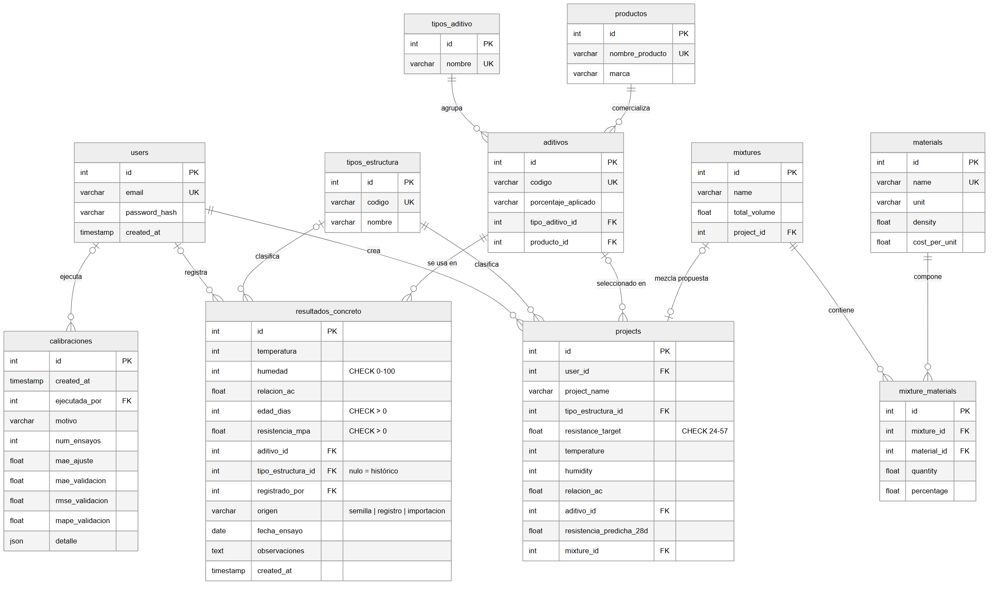 tipos_aditivo
int id PK
varchar nombre UK
productos
int id PK
varchar nombre_producto UK
varchar marca
agrupa
comercializa
users
int id PK
varchar email UK
varchar password_hash
timestamp created_at
tipos_estructura
int id PK
varchar codigo UK
varchar nombre
aditivos
int id PK
varchar codigo UK
varchar porcentaje_aplicado
int tipo_aditivo_id FK
int producto_id FK
mixtures
int id PK
varchar name
float total_volume
int project_id FK
materials
int id PK
varchar name UK
varchar unit
float density
float cost_per_unit
ejecuta
registra
clasifica
crea
se usa en
clasifica
seleccionado en
mezcla propuesta
contiene
compone
calibraciones
int id PK
timestamp created_at
int ejecutada_por FK
varchar motivo
int num_ensayos
float mae_ajuste
float mae_validacion
float rmse_validacion
float mape_validacion
json detalle
resultados_concreto
int id PK
int temperatura
int humedad CHECK 0-100
float relacion_ac
int edad_dias CHECK > 0
float resistencia_mpa CHECK > 0
int aditivo_id FK
int tipo_estructura_id FK nulo = histórico
int registrado_por FK
varchar origen semilla | registro | importacion
date fecha_ensayo
text observaciones
timestamp created_at
projects
int id PK
int user_id FK
varchar project_name
int tipo_estructura_id FK
float resistance_target CHECK 24-57
int temperature
int humidity
float relacion_ac
int aditivo_id FK
float resistencia_predicha_28d
int mixture_id FK
mixture_materials
int id PK
int mixture_id FK
int material_id FK
float quantity
float percentage